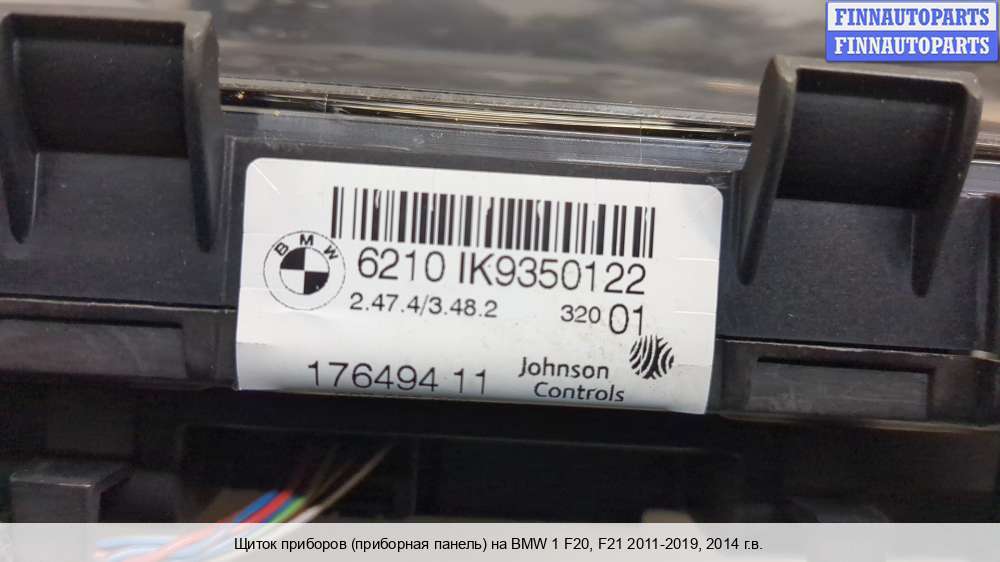 FINNAUTOPARTS
FINNAUTOPARTS
BMW
6210 IK9350122
2.47.4/3.48.2 320 01
176494 11 Johnson
Controls
Щиток приборов (приборная панель) на BMW 1 F20, F21 2011-2019, 2014 г.в.